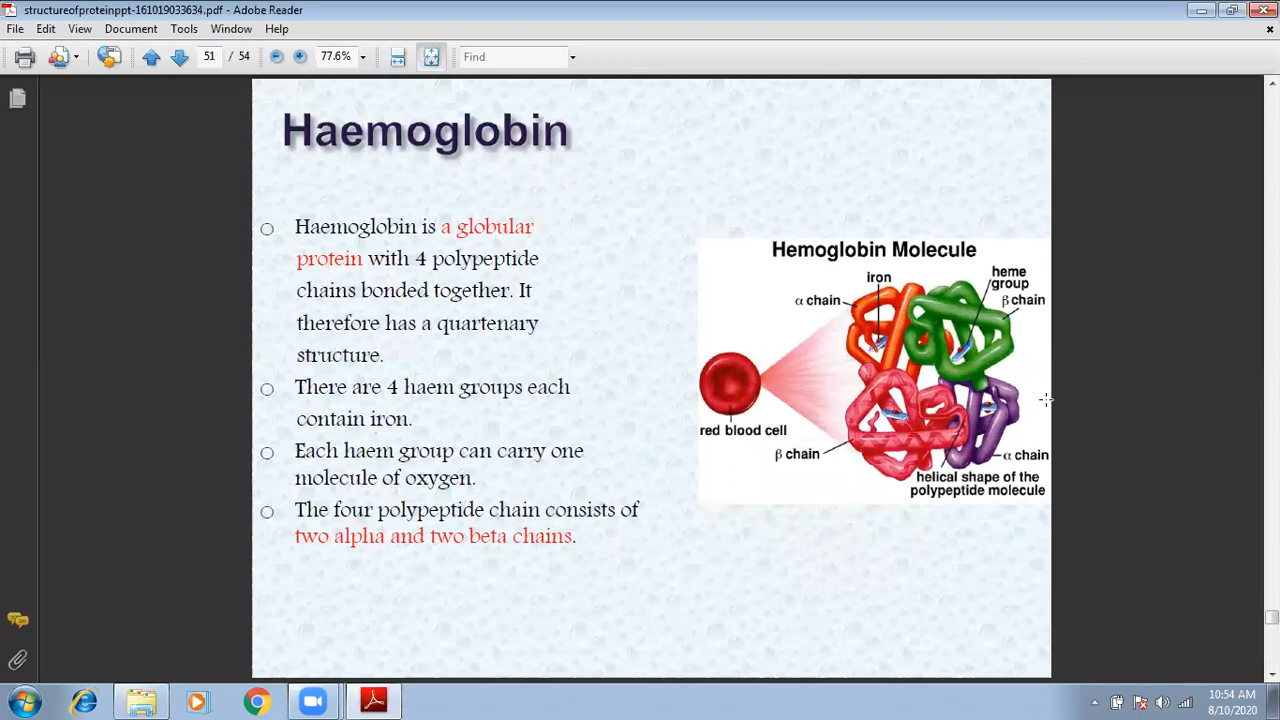 structureofproteinppt-161019033634.pdf - Adobe Reader
File Edit View Document Tools Window Help
51 / 54 77.6% Find
Haemoglobin
Haemoglobin is a globular
protein with 4 polypeptide
chains bonded together. It
therefore has a quartenary
structure.
There are 4 haem groups each
contain iron.
Each haem group can carry one
molecule of oxygen.
The four polypeptide chain consists of
two alpha and two beta chains.
Hemoglobin Molecule
iron
heme
group
α chain
β chain
red blood cell
β chain
α chain
helical shape of the
polypeptide molecule
10:54 AM
8/10/2020